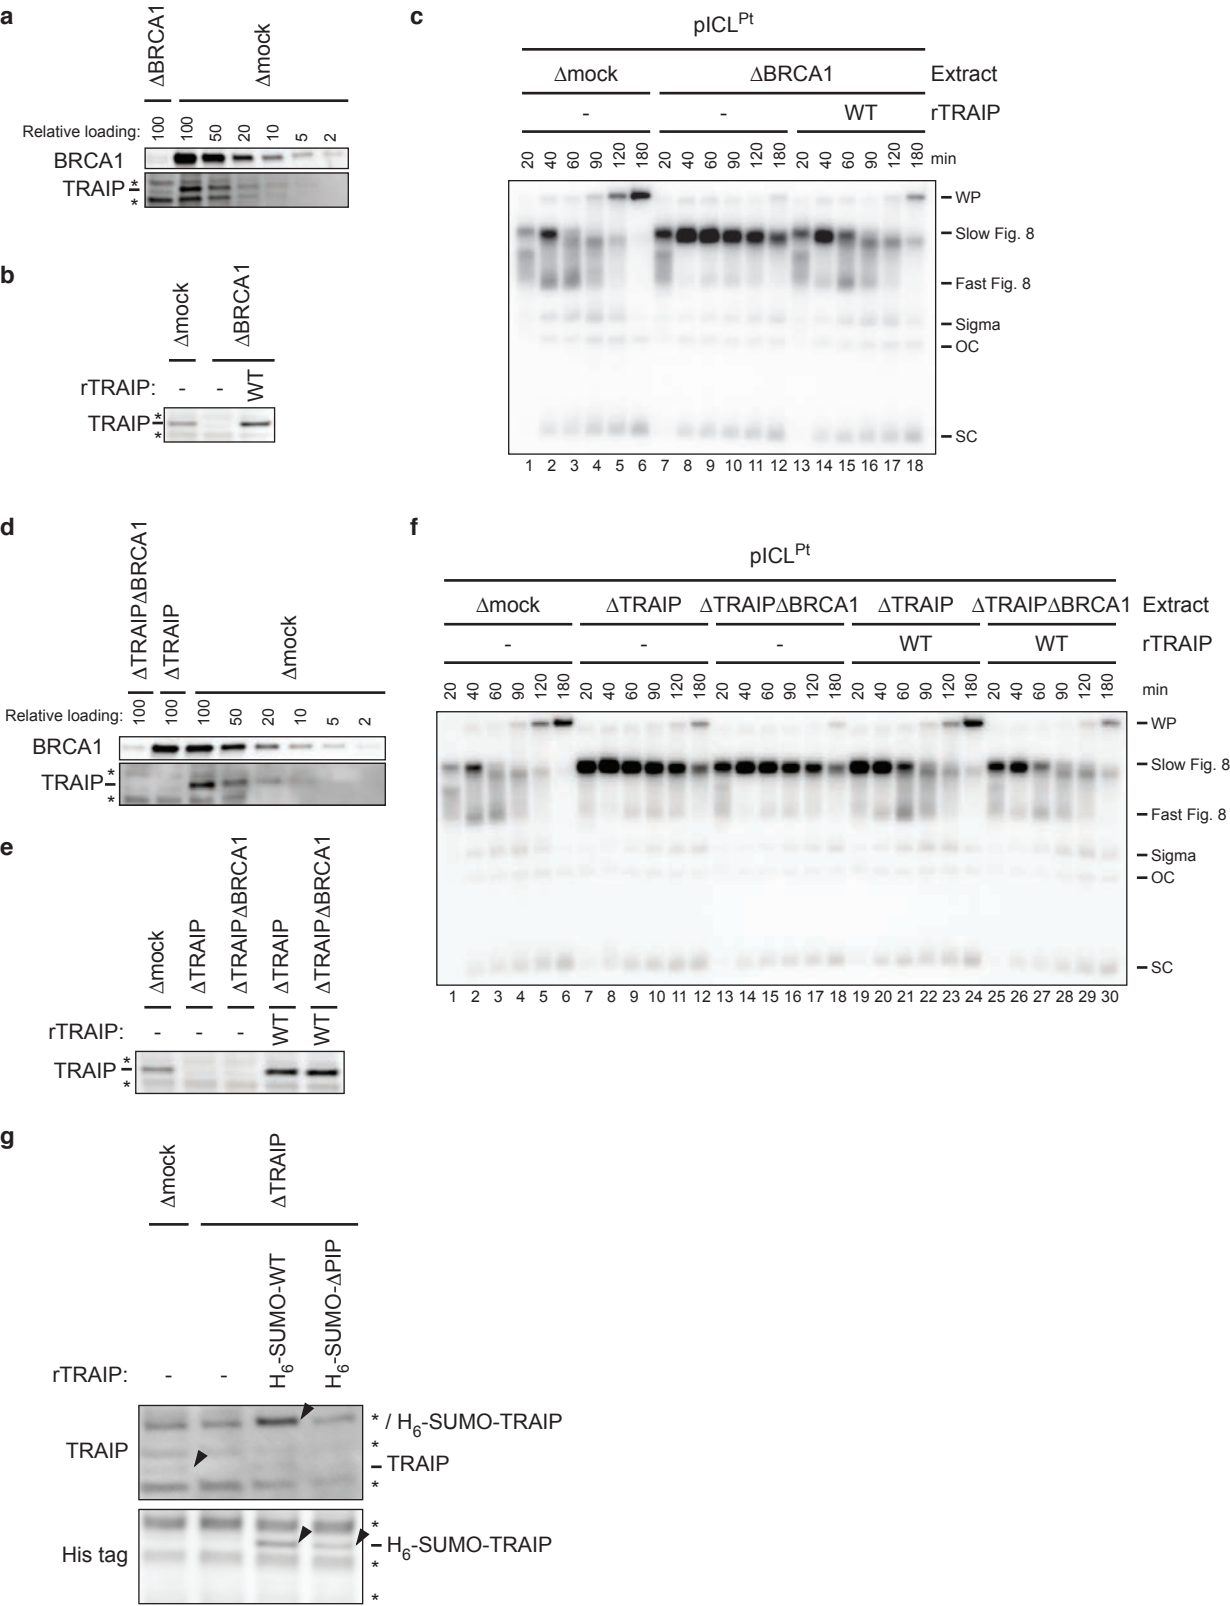 a
ΔBRCA1
Δmock
Relative loading: 100 100 50 20 10 5 2
BRCA1
TRAIP *
*
b
Δmock
ΔBRCA1
rTRAIP: - - WT
TRAIP *
*
c
pICLPt
Δmock ΔBRCA1 Extract
- - WT rTRAIP
20 40 60 90 120 180 20 40 60 90 120 180 20 40 60 90 120 180 min
WP
Slow Fig. 8
Fast Fig. 8
Sigma
OC
SC
1 2 3 4 5 6 7 8 9 10 11 12 13 14 15 16 17 18
d
ΔTRAIPΔBRCA1
ΔTRAIP
Δmock
Relative loading: 100 100 100 50 20 10 5 2
BRCA1
TRAIP *
*
e
Δmock
ΔTRAIP
ΔTRAIPΔBRCA1
ΔTRAIP
ΔTRAIPΔBRCA1
rTRAIP: - - - WT WT
TRAIP *
*
f
pICLPt
Δmock ΔTRAIP ΔTRAIPΔBRCA1 ΔTRAIP ΔTRAIPΔBRCA1 Extract
- - - WT WT rTRAIP
20 40 60 90 120 180 20 40 60 90 120 180 20 40 60 90 120 180 20 40 60 90 120 180 20 40 60 90 120 180 min
WP
Slow Fig. 8
Fast Fig. 8
Sigma
OC
SC
1 2 3 4 5 6 7 8 9 10 11 12 13 14 15 16 17 18 19 20 21 22 23 24 25 26 27 28 29 30
g
Δmock
ΔTRAIP
rTRAIP: - - H6-SUMO-WT H6-SUMO-ΔPIP
TRAIP
* / H6-SUMO-TRAIP
*
TRAIP
*
His tag
*
H6-SUMO-TRAIP
*
*